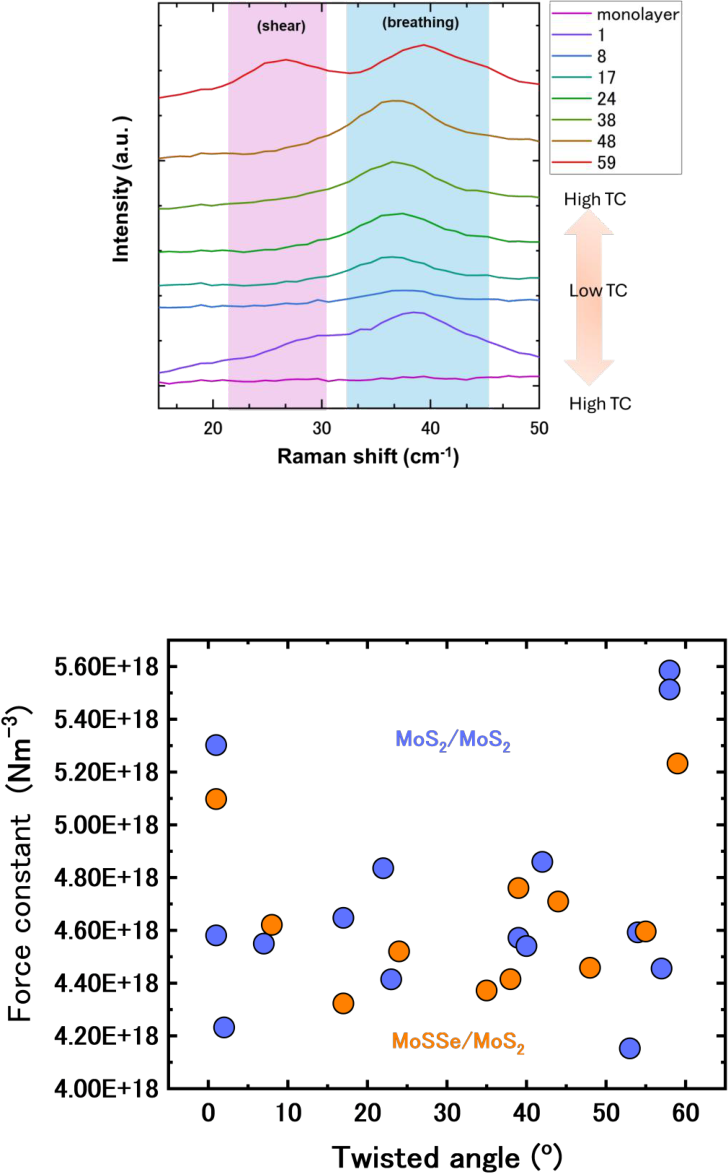 (shear)
(breathing)
monolayer
1
8
17
24
38
48
59
Intensity (a.u.)
High TC
Low TC
High TC
20 30 40 50
Raman shift (cm⁻¹)
5.60E+18
5.40E+18
5.20E+18
5.00E+18
4.80E+18
4.60E+18
4.40E+18
4.20E+18
4.00E+18
Force constant (Nm⁻³)
MoS₂/MoS₂
MoSSe/MoS₂
0 10 20 30 40 50 60
Twisted angle (°)